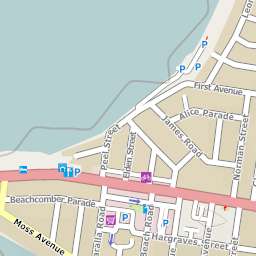 P
P
P
First Avenue
Alice Parade
James Road
Norman Street
Peel Street
Ellen Street
P
Beachcomber Parade
Moss Avenue
Beach Road
P
P
Hargraves Street
Avenue